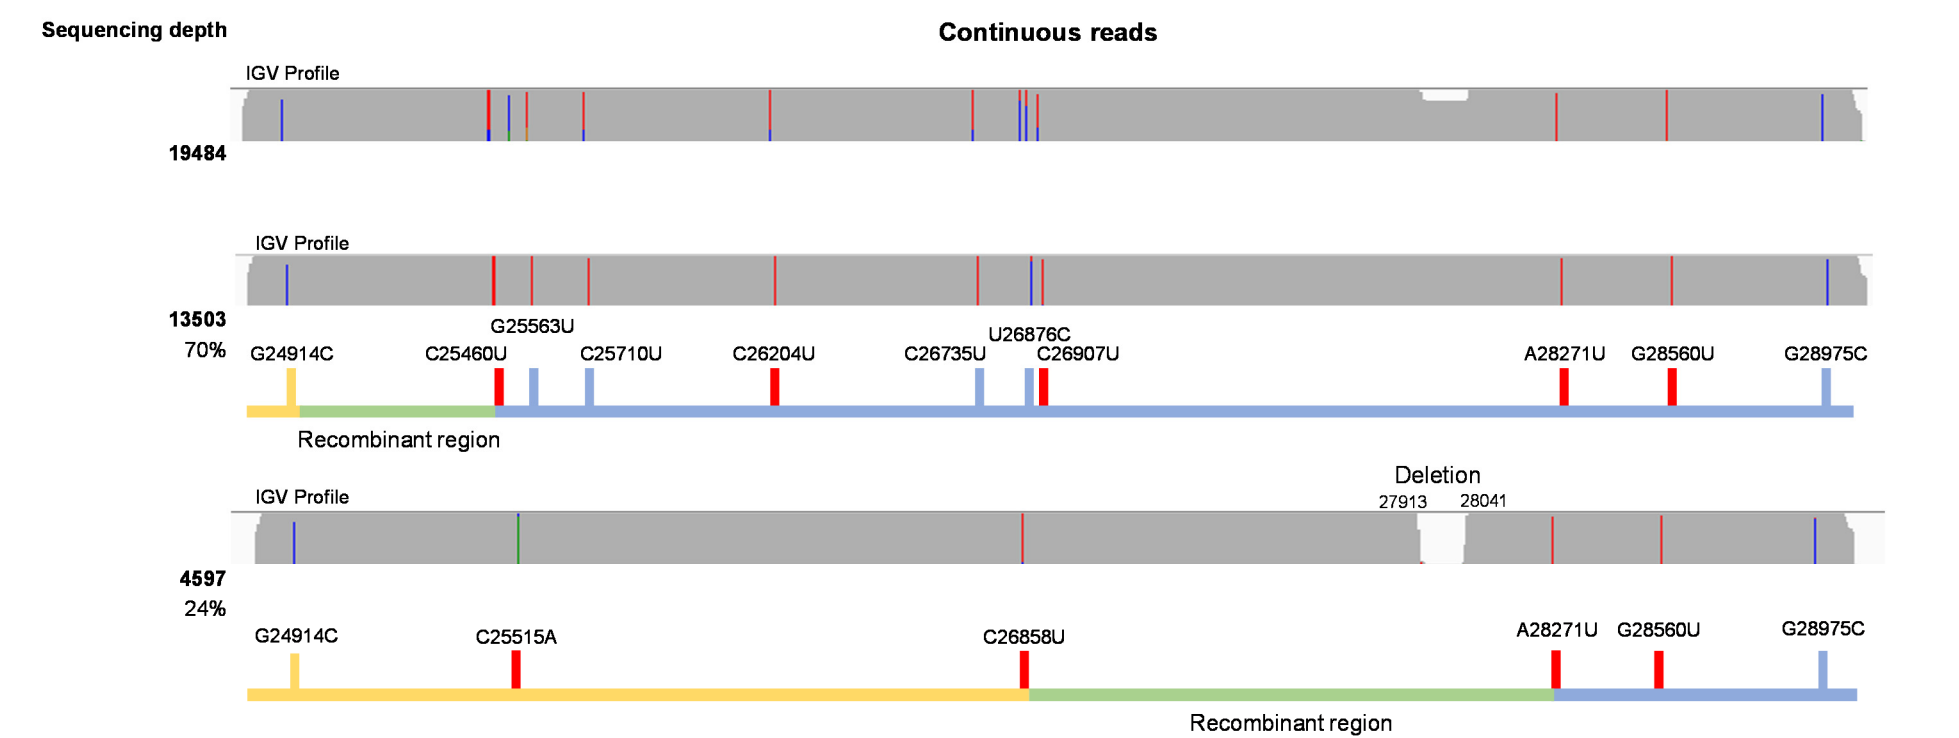 Sequencing depth
Continuous reads
IGV Profile
19484
IGV Profile
13503
G25563U
U26876C
70%
G24914C C25460U C25710U C26204U C26735U C26907U A28271U G28560U G28975C
Recombinant region
Deletion
IGV Profile
27913 28041
4597
24%
G24914C C25515A C26858U A28271U G28560U G28975C
Recombinant region